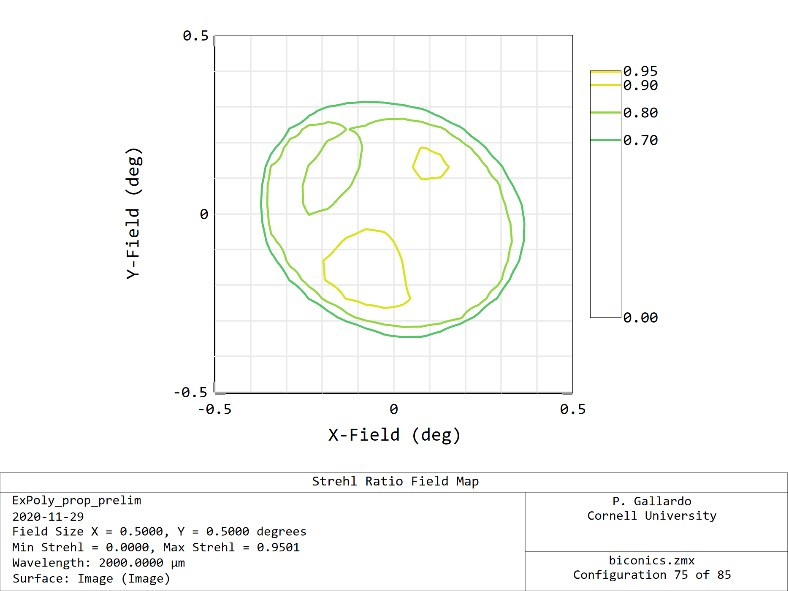 0.5
0
-0.5
Y-Field (deg)
-0.5 0 0.5
X-Field (deg)
0.95
0.90
0.80
0.70
0.00
Strehl Ratio Field Map
ExPoly_prop_prelim
2020-11-29
Field Size X = 0.5000, Y = 0.5000 degrees
Min Strehl = 0.0000, Max Strehl = 0.9501
Wavelength: 2000.0000 µm
Surface: Image (Image)
P. Gallardo
Cornell University
biconics.zmx
Configuration 75 of 85